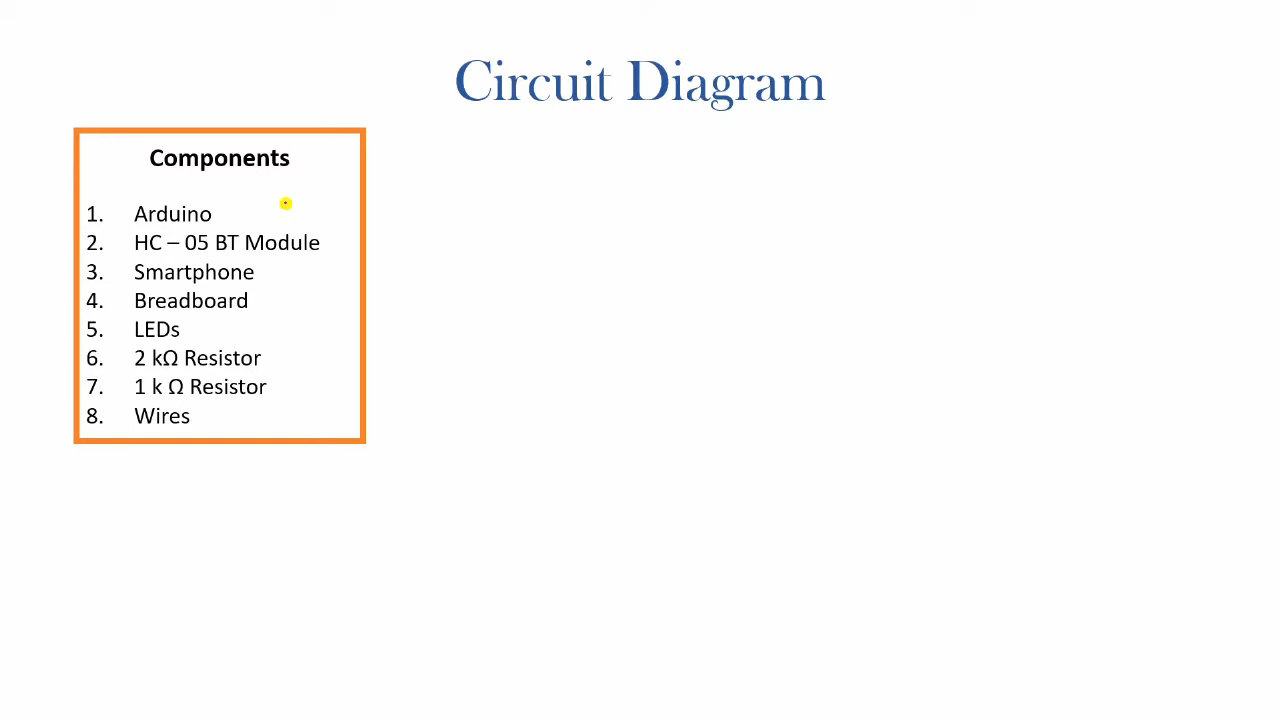 Circuit Diagram
Components
1. Arduino
2. HC – 05 BT Module
3. Smartphone
4. Breadboard
5. LEDs
6. 2 kΩ Resistor
7. 1 k Ω Resistor
8. Wires